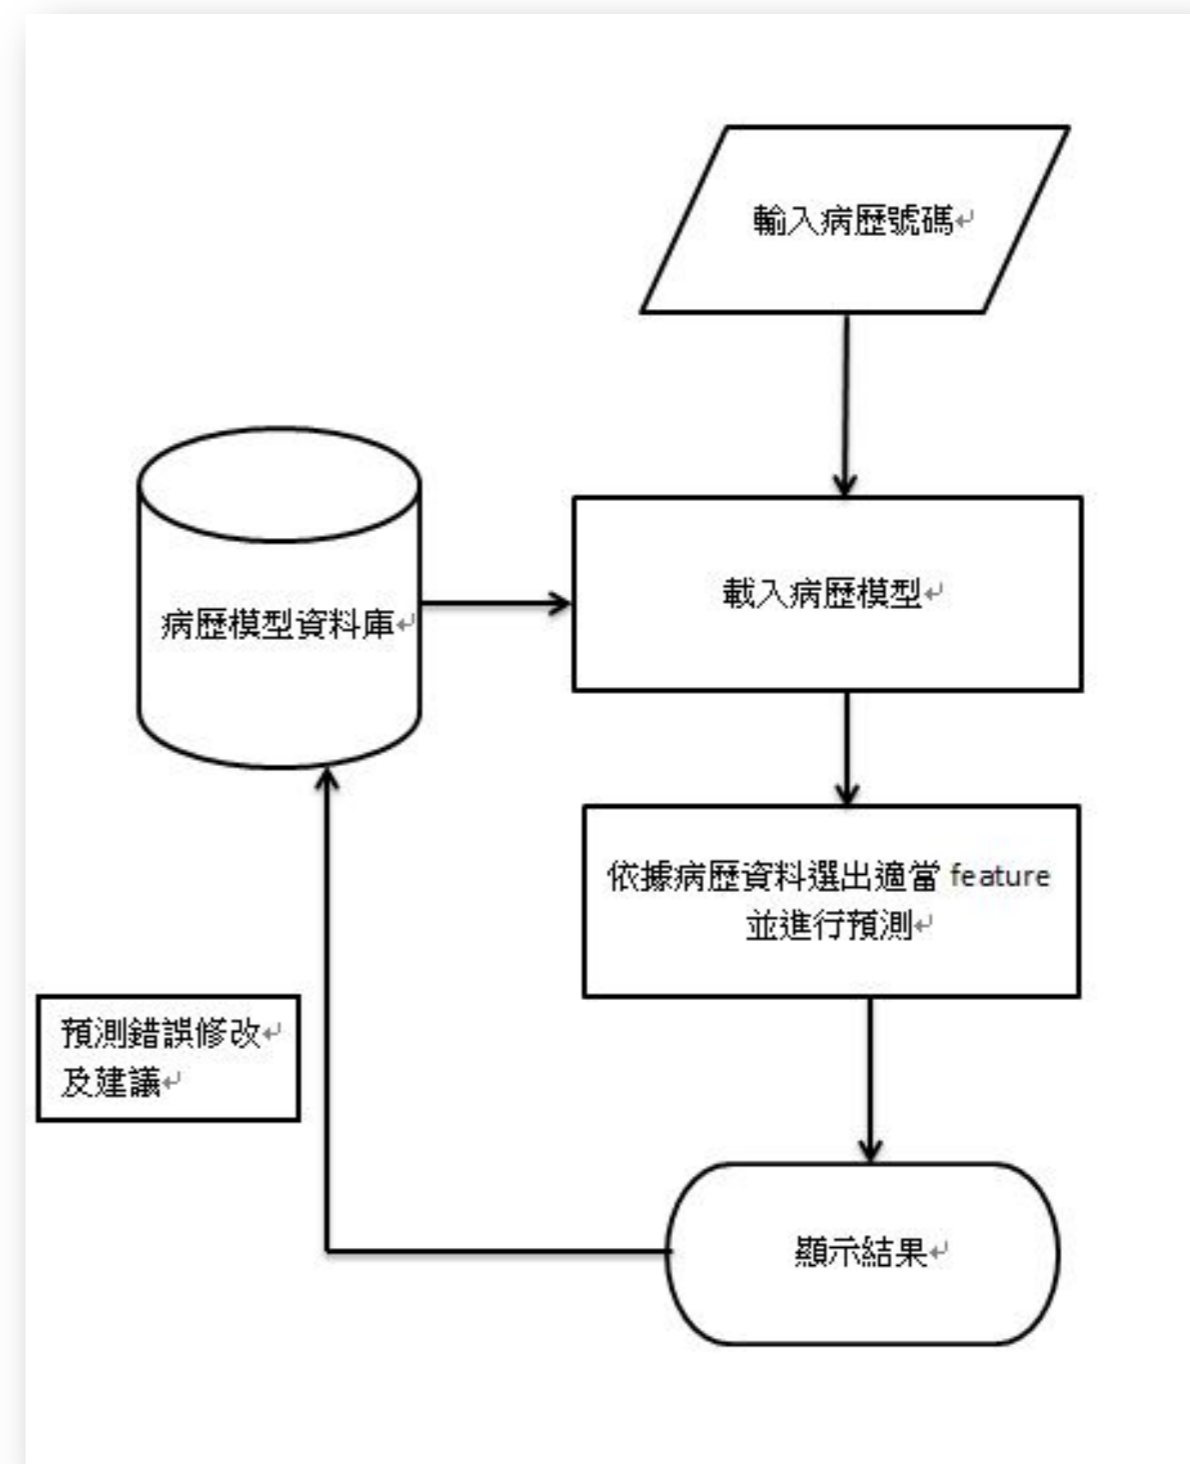 輸入病歷號碼
載入病歷模型
病歷模型資料庫
依據病歷資料選出適當 feature
並進行預測
預測錯誤修改
及建議
顯示結果